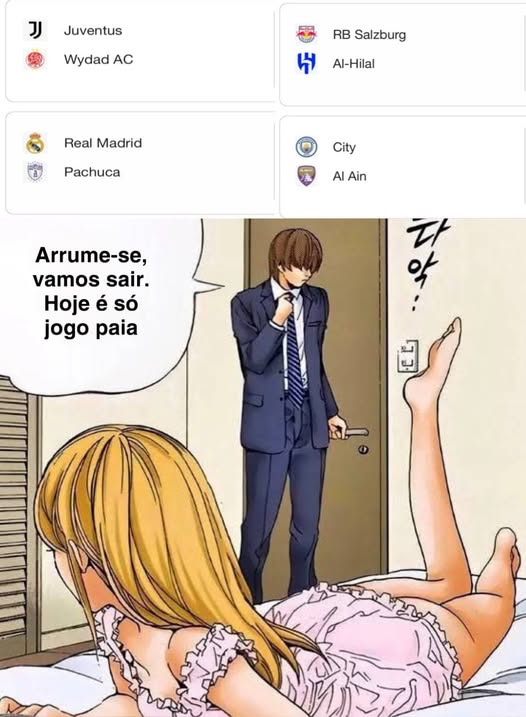 Juventus
Wydad AC
RB Salzburg
Al-Hilal
Real Madrid
Pachuca
City
Al Ain
Arrume-se,
vamos sair.
Hoje é só
jogo paia